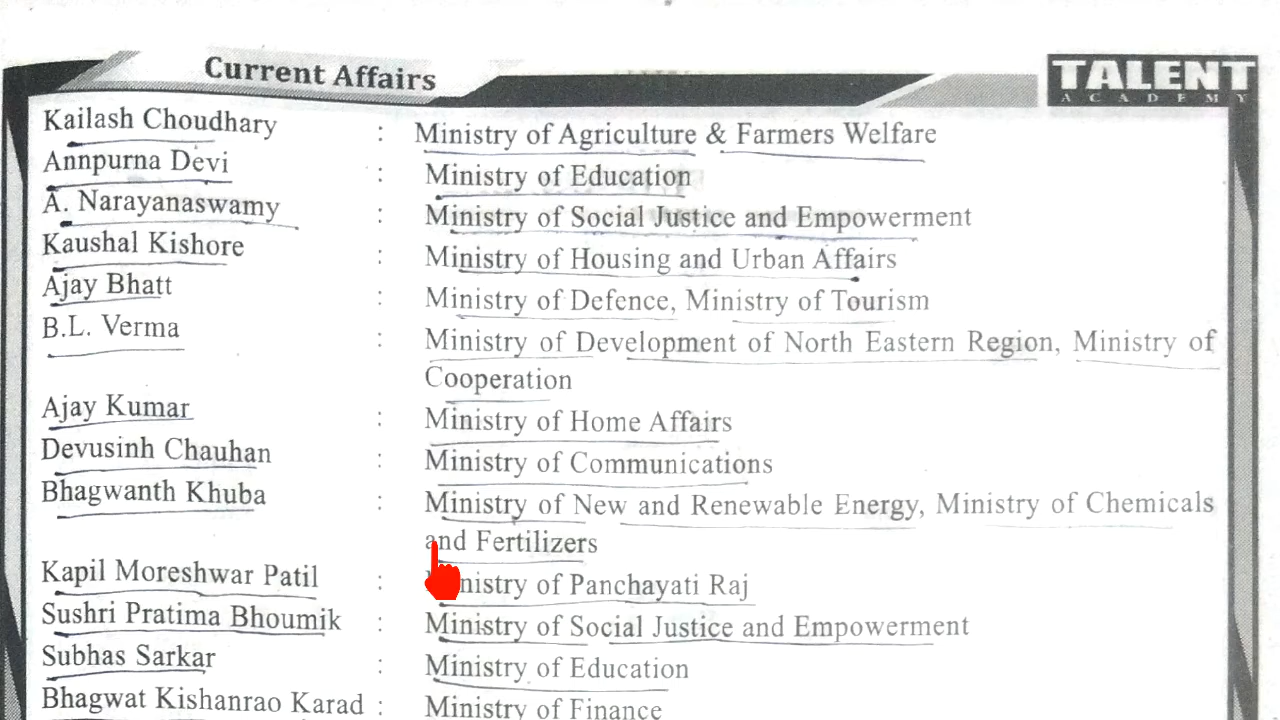 Current Affairs
TALENT
ACADEMY
Kailash Choudhary : Ministry of Agriculture & Farmers Welfare
Annpurna Devi : Ministry of Education
A. Narayanaswamy : Ministry of Social Justice and Empowerment
Kaushal Kishore : Ministry of Housing and Urban Affairs
Ajay Bhatt : Ministry of Defence, Ministry of Tourism
B.L. Verma : Ministry of Development of North Eastern Region, Ministry of
Cooperation
Ajay Kumar : Ministry of Home Affairs
Devusinh Chauhan : Ministry of Communications
Bhagwanth Khuba : Ministry of New and Renewable Energy, Ministry of Chemicals
and Fertilizers
Kapil Moreshwar Patil : Ministry of Panchayati Raj
Sushri Pratima Bhoumik : Ministry of Social Justice and Empowerment
Subhas Sarkar : Ministry of Education
Bhagwat Kishanrao Karad : Ministry of Finance